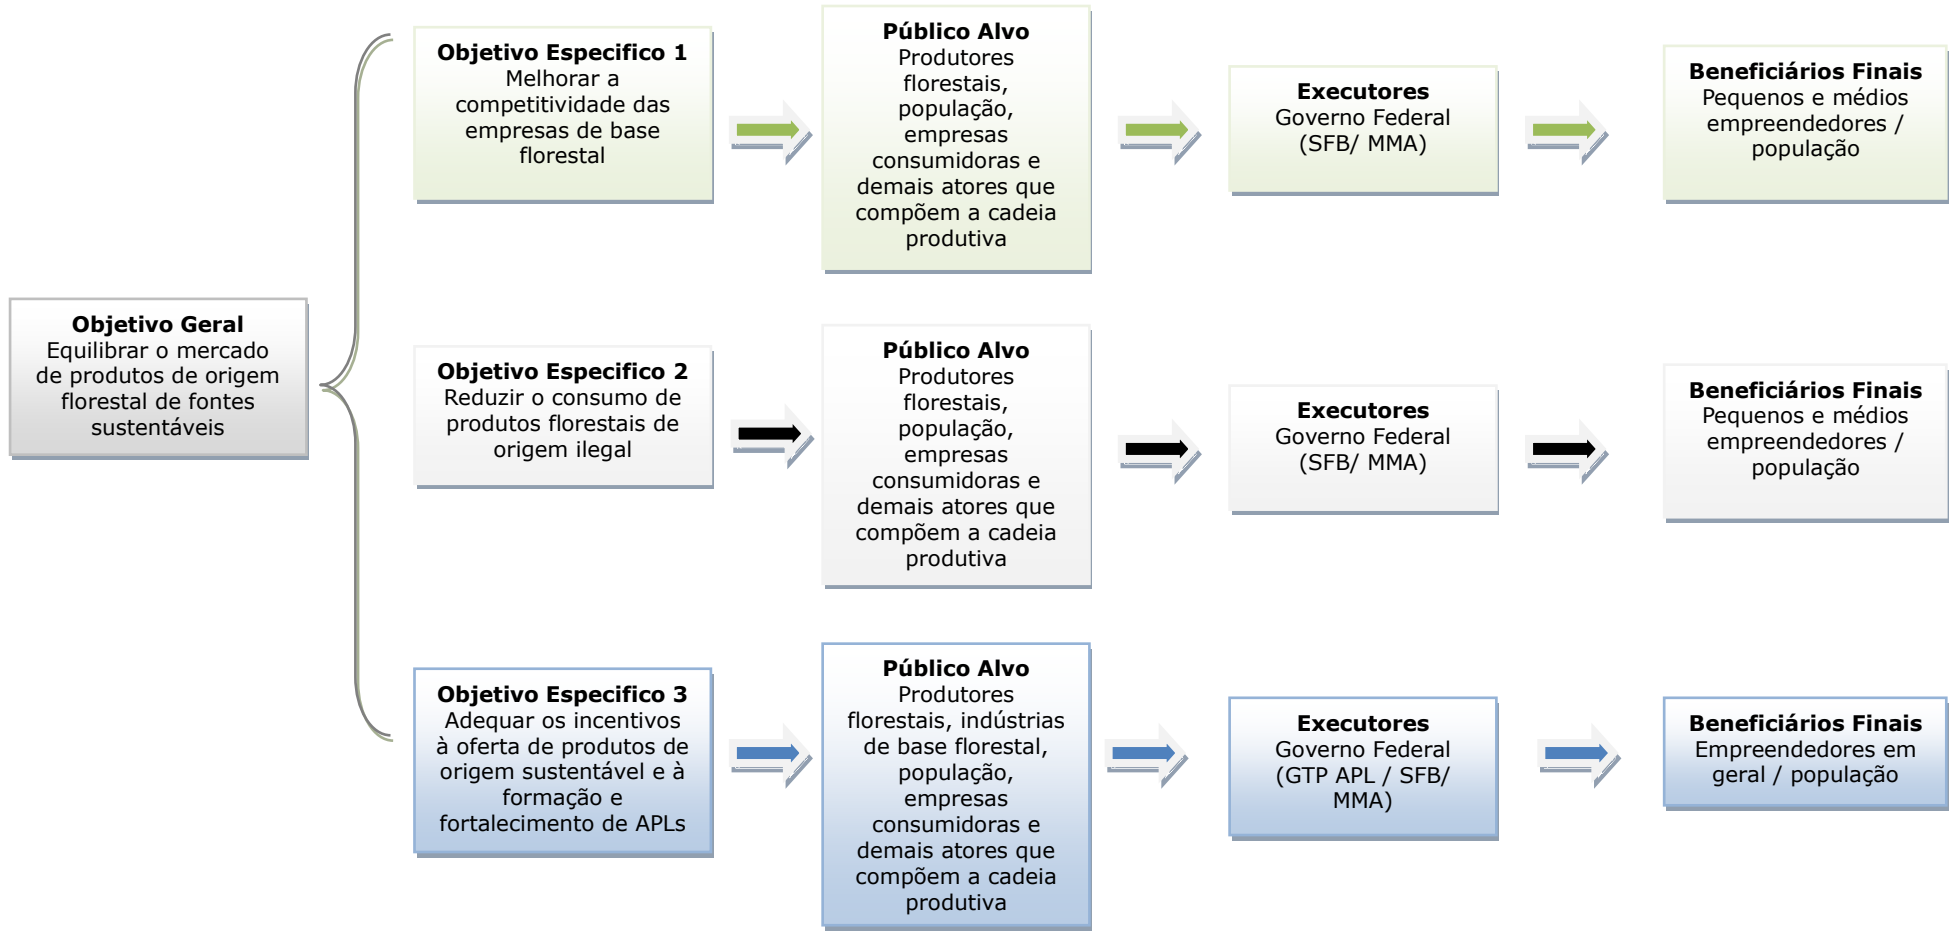 Objetivo Geral
Equilibrar o mercado
de produtos de origem
florestal de fontes
sustentáveis
Objetivo Especifico 1
Melhorar a
competitividade das
empresas de base
florestal
Público Alvo
Produtores
florestais,
população,
empresas
consumidoras e
demais atores que
compõem a cadeia
produtiva
Executores
Governo Federal
(SFB/ MMA)
Beneficiários Finais
Pequenos e médios
empreendedores /
população
Objetivo Especifico 2
Reduzir o consumo de
produtos florestais de
origem ilegal
Público Alvo
Produtores
florestais,
população,
empresas
consumidoras e
demais atores que
compõem a cadeia
produtiva
Executores
Governo Federal
(SFB/ MMA)
Beneficiários Finais
Pequenos e médios
empreendedores /
população
Objetivo Especifico 3
Adequar os incentivos
à oferta de produtos de
origem sustentável e à
formação e
fortalecimento de APLs
Público Alvo
Produtores
florestais, indústrias
de base florestal,
população,
empresas
consumidoras e
demais atores que
compõem a cadeia
produtiva
Executores
Governo Federal
(GTP APL / SFB/
MMA)
Beneficiários Finais
Empreendedores em
geral / população